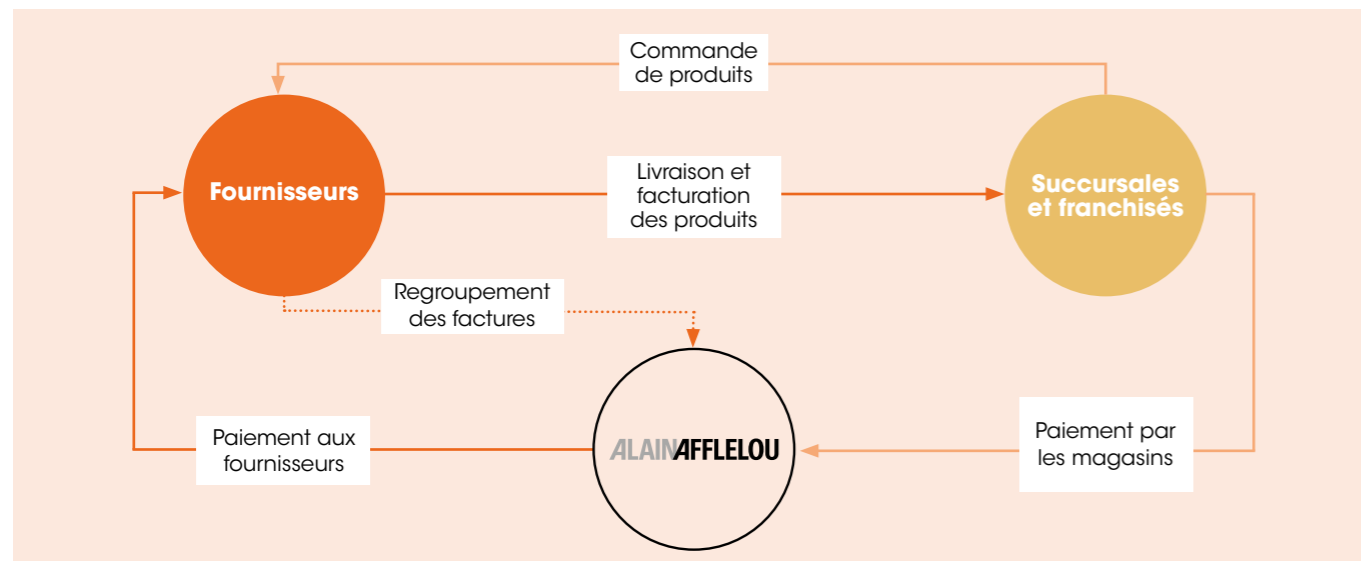 Commande
de produits
Fournisseurs
Livraison et
facturation
des produits
Succursales
et franchisés
Regroupement
des factures
ALAINAFFLELOU
Paiement aux
fournisseurs
Paiement par
les magasins